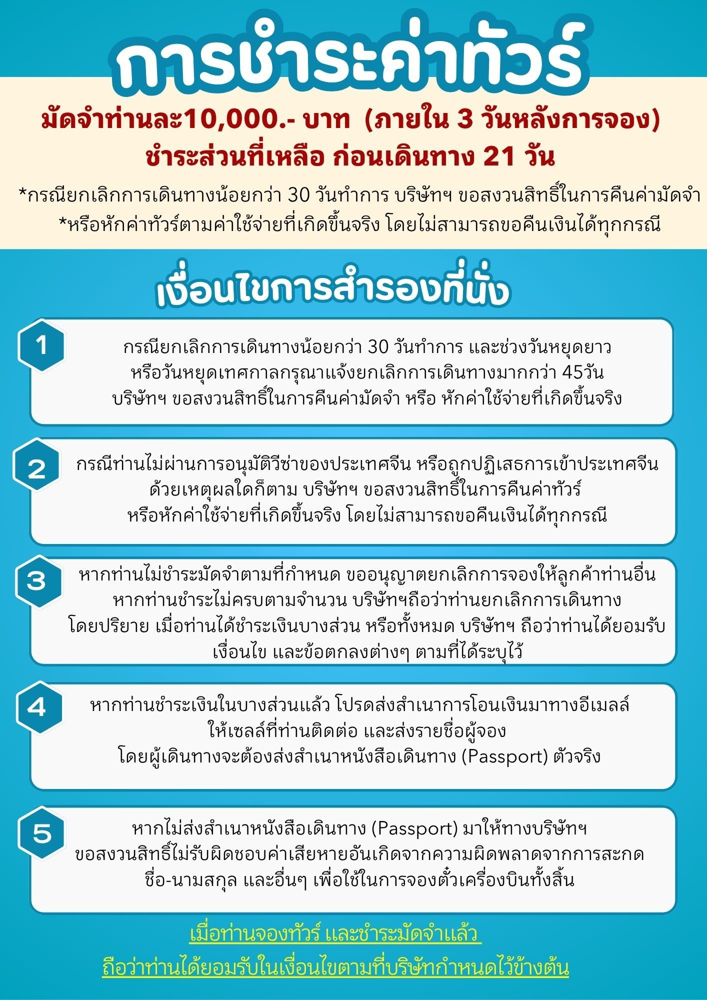 การชำระค่าทัวร์
มัดจำท่านละ10,000.- บาท (ภายใน 3 วันหลังการจอง)
ชำระส่วนที่เหลือ ก่อนเดินทาง 21 วัน
*กรณียกเลิกการเดินทางน้อยกว่า 30 วันทำการ บริษัทฯ ขอสงวนสิทธิ์ในการคืนค่ามัดจำ
*หรือหักค่าทัวร์ตามค่าใช้จ่ายที่เกิดขึ้นจริง โดยไม่สามารถขอคืนเงินได้ทุกกรณี
เงื่อนไขการสำรองที่นั่ง
1
กรณียกเลิกการเดินทางน้อยกว่า 30 วันทำการ และช่วงวันหยุดยาว
หรือวันหยุดเทศกาลกรุณาแจ้งยกเลิกการเดินทางมากกว่า 45วัน
บริษัทฯ ขอสงวนสิทธิ์ในการคืนค่ามัดจำ หรือ หักค่าใช้จ่ายที่เกิดขึ้นจริง
2
กรณีท่านไม่ผ่านการอนุมัติวีซ่าของประเทศจีน หรือถูกปฏิเสธการเข้าประเทศจีน
ด้วยเหตุผลใดก็ตาม บริษัทฯ ขอสงวนสิทธิ์ในการคืนค่าทัวร์
หรือหักค่าใช้จ่ายที่เกิดขึ้นจริง โดยไม่สามารถขอคืนเงินได้ทุกกรณี
3
หากท่านไม่ชำระมัดจำตามที่กำหนด ขออนุญาตยกเลิกการจองให้ลูกค้าท่านอื่น
หากท่านชำระไม่ครบตามจำนวน บริษัทฯถือว่าท่านยกเลิกการเดินทาง
โดยปริยาย เมื่อท่านได้ชำระเงินบางส่วน หรือทั้งหมด บริษัทฯ ถือว่าท่านได้ยอมรับ
เงื่อนไข และข้อตกลงต่างๆ ตามที่ได้ระบุไว้
4
หากท่านชำระเงินในบางส่วนแล้ว โปรดส่งสำเนาการโอนเงินมาทางอีเมลล์
ให้เซลล์ที่ท่านติดต่อ และส่งรายชื่อผู้จอง
โดยผู้เดินทางจะต้องส่งสำเนาหนังสือเดินทาง (Passport) ตัวจริง
5
หากไม่ส่งสำเนาหนังสือเดินทาง (Passport) มาให้ทางบริษัทฯ
ขอสงวนสิทธิ์ไม่รับผิดชอบค่าเสียหายอันเกิดจากความผิดพลาดจากการสะกด
ชื่อ-นามสกุล และอื่นๆ เพื่อใช้ในการจองตั๋วเครื่องบินทั้งสิ้น
เมื่อท่านจองทัวร์ และชำระมัดจำแล้ว
ถือว่าท่านได้ยอมรับในเงื่อนไขตามที่บริษัทกำหนดไว้ข้างต้น